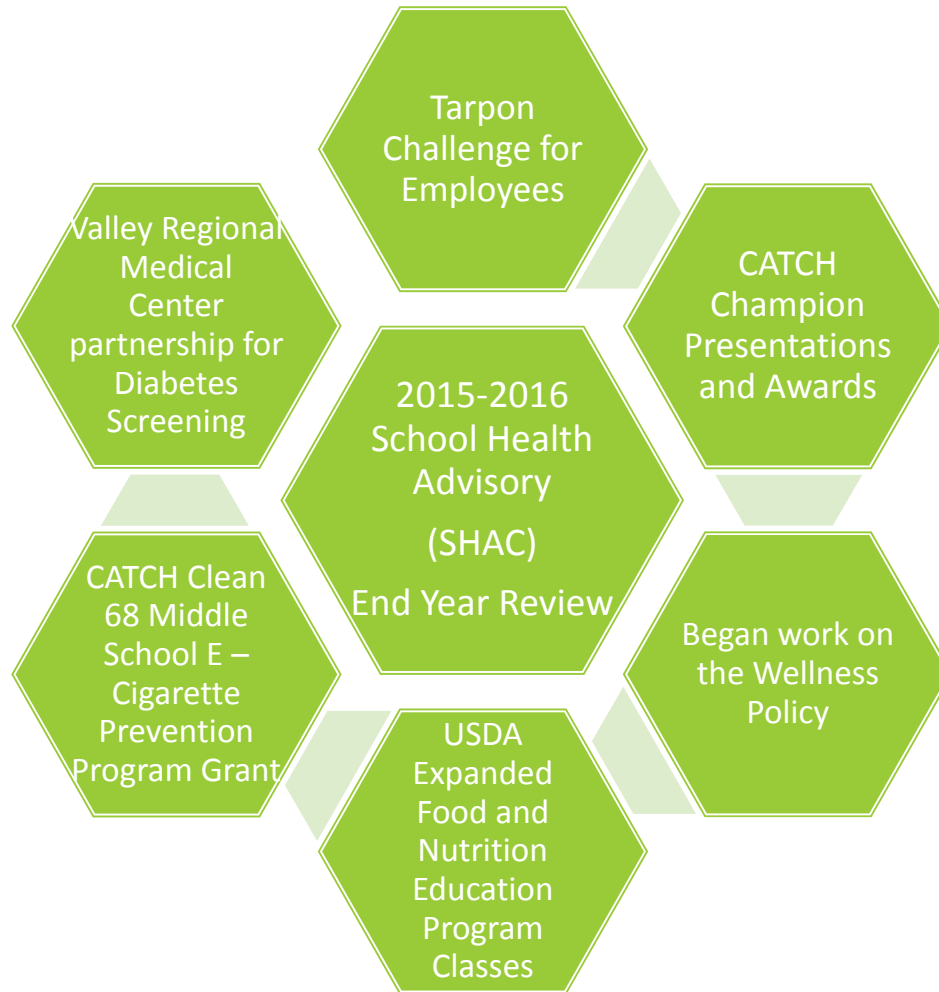 Tarpon
Challenge for
Employees
CATCH
Champion
Presentations
and Awards
Began work on
the Wellness
Policy
USDA
Expanded
Food and
Nutrition
Education
Program
Classes
CATCH Clean
68 Middle
School E –
Cigarette
Prevention
Program Grant
Valley Regional
Medical
Center
partnership for
Diabetes
Screening
2015-2016
School Health
Advisory
(SHAC)
End Year Review